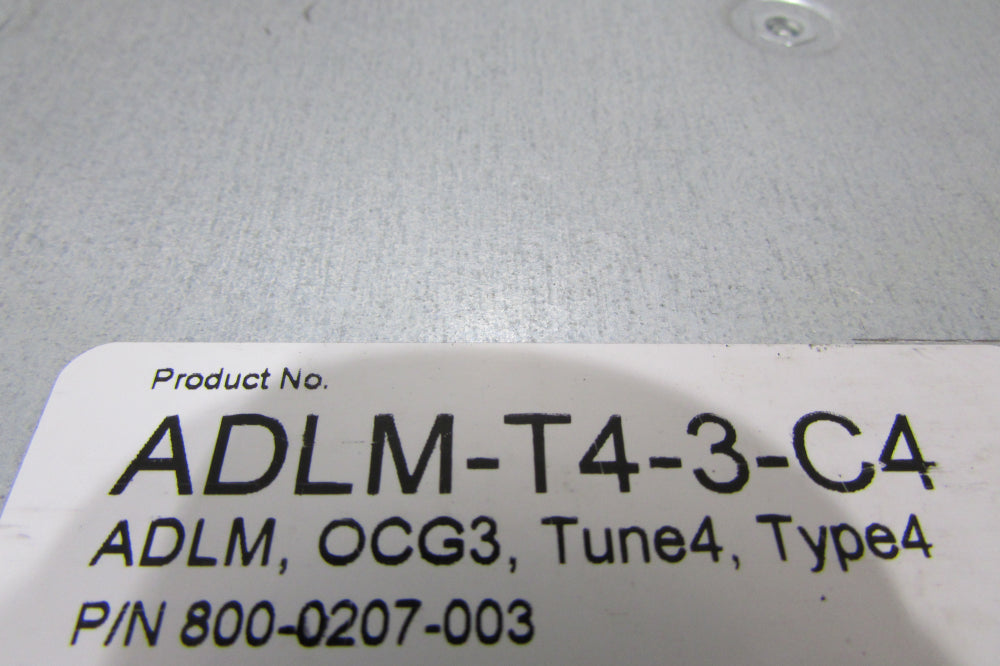 Product No.
ADLM-T4-3-C4
ADLM, OCG3, Tune4, Type4
P/N 800-0207-003